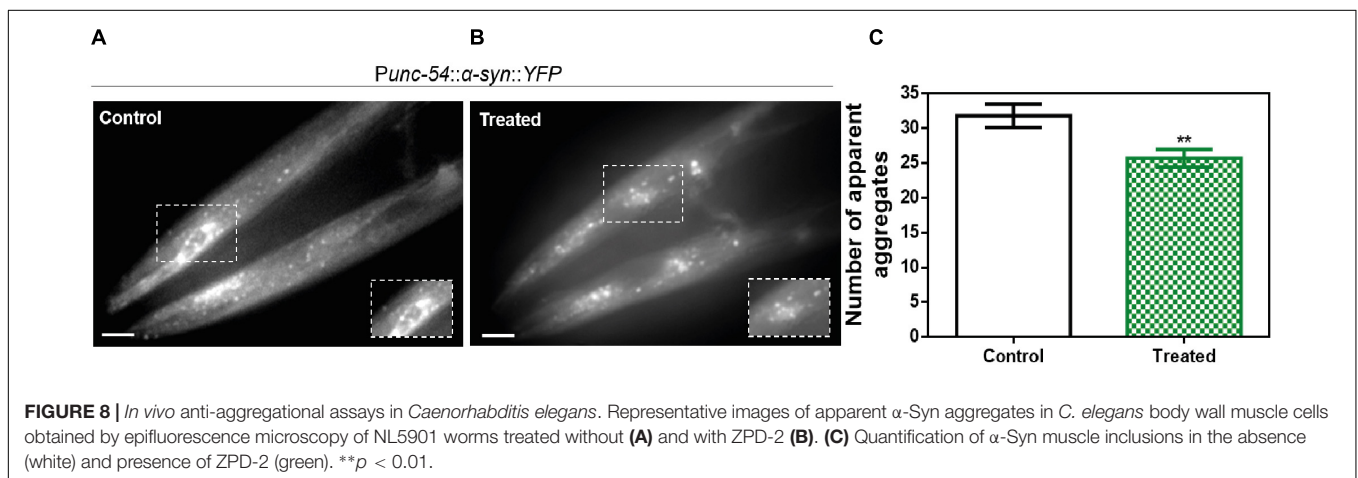 A
B
C
Punc-54::α-syn::YFP
Control
Treated
Number of apparent
aggregates
35
30
25
20
15
10
5
0
**
Control
Treated
FIGURE 8 | In vivo anti-aggregational assays in Caenorhabditis elegans. Representative images of apparent α-Syn aggregates in C. elegans body wall muscle cells
obtained by epifluorescence microscopy of NL5901 worms treated without (A) and with ZPD-2 (B). (C) Quantification of α-Syn muscle inclusions in the absence
(white) and presence of ZPD-2 (green). **p < 0.01.